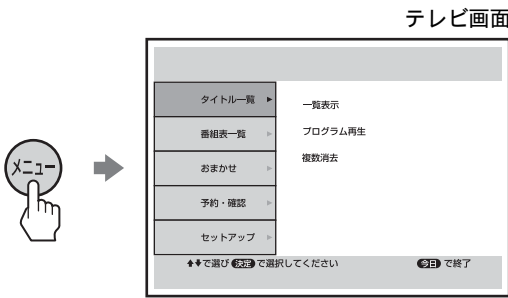 テレビ画面
タイトル一覧
一覧表示
番組表一覧
プログラム再生
おまかせ
複数消去
予約・確認
セットアップ
で選び 決定 で選択してください
今日 で終了
メニュー